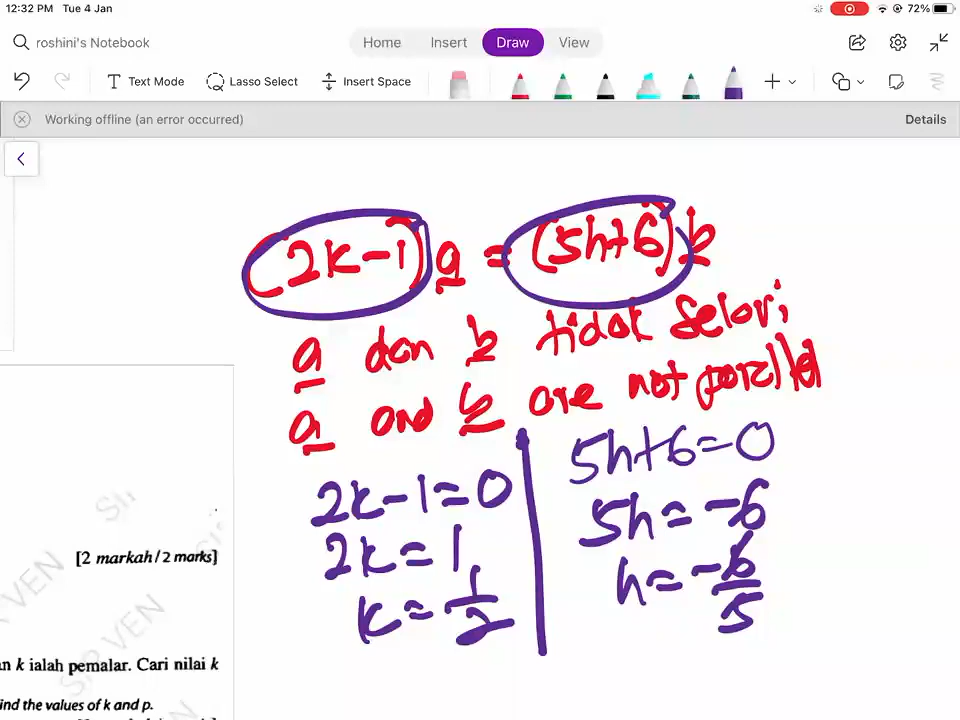 12:32 PM Tue 4 Jan
72%
roshini's Notebook
Home Insert Draw View
Text Mode Lasso Select Insert Space
Working offline (an error occurred) Details
(2k-1)a = (5h+6)b
a dan b tidak selari
a and b are not parallel
2k-1=0
2k=1
k=1/2
5h+6=0
5h=-6
h=-6/5
[2 markah/2 marks]
n k ialah pemalar. Cari nilai k
ind the values of k and p.
VEN
SIR VEN